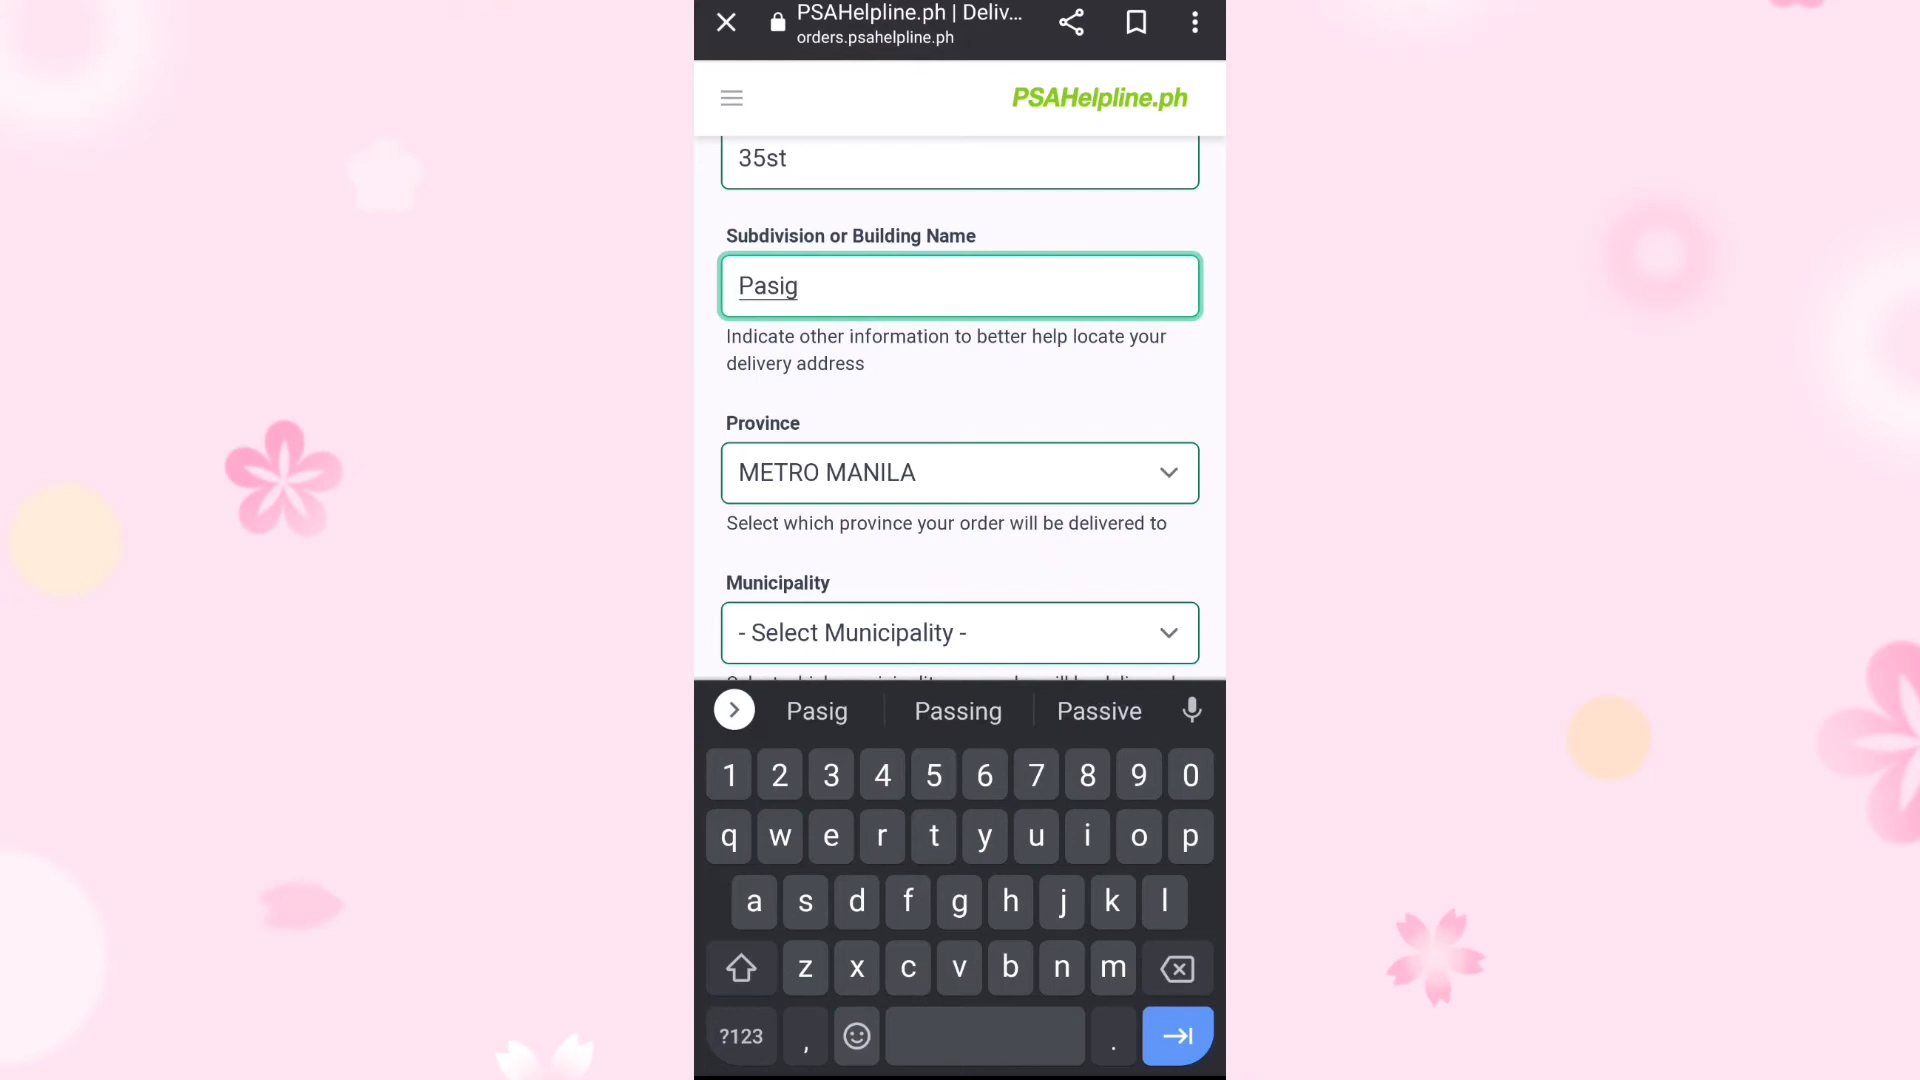 PSAHelpline.ph | Deliv...
orders.psahelpline.ph
PSAHelpline.ph
35st
Subdivision or Building Name
Pasig
Indicate other information to better help locate your
delivery address
Province
METRO MANILA
Select which province your order will be delivered to
Municipality
- Select Municipality -
Pasig Passing Passive
1 2 3 4 5 6 7 8 9 0
q w e r t y u i o p
a s d f g h j k l
z x c v b n m
?123 , .